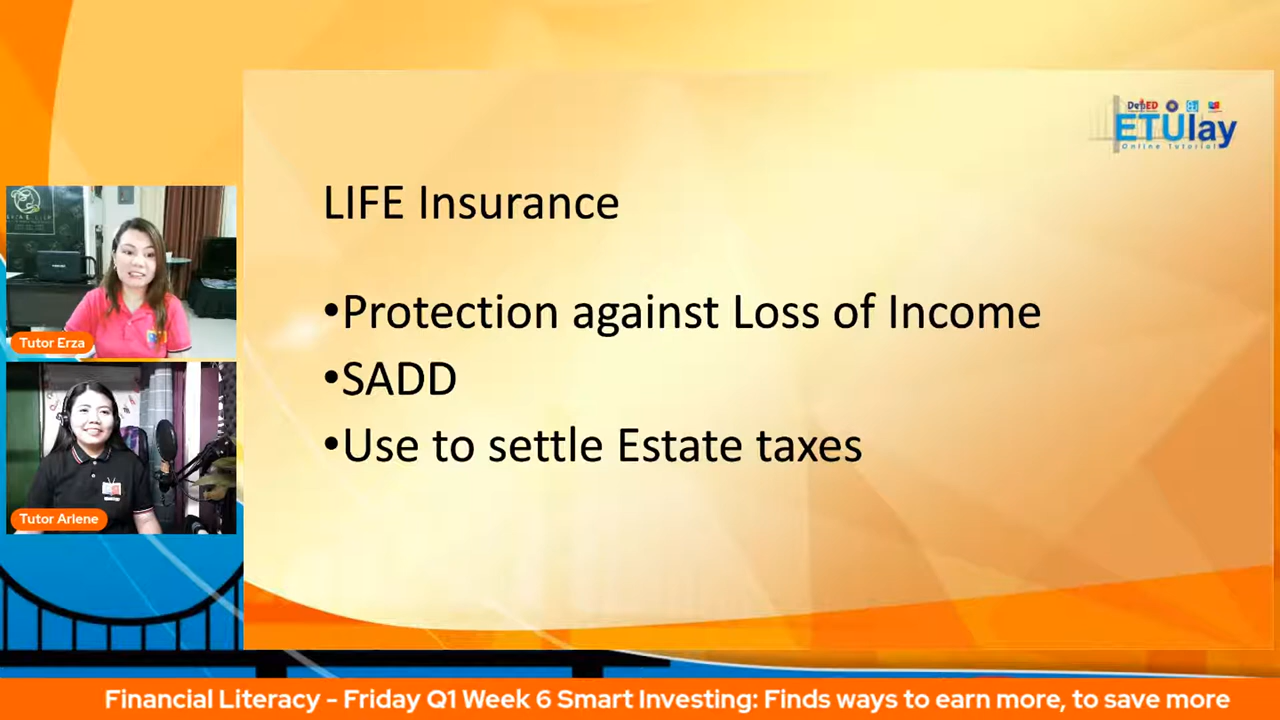 DepED
ETUlay
Online Tutorial
LIFE Insurance
•Protection against Loss of Income
•SADD
•Use to settle Estate taxes
Tutor Erza
Tutor Arlene
Financial Literacy - Friday Q1 Week 6 Smart Investing: Finds ways to earn more, to save more